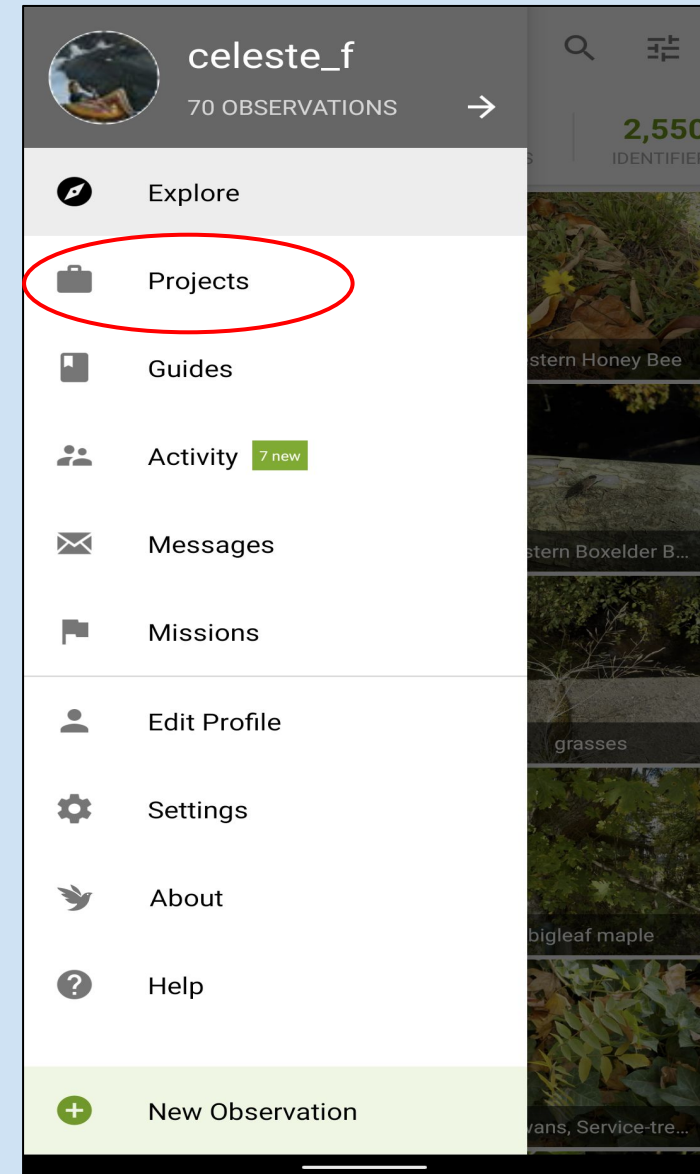 celeste_f
70 OBSERVATIONS
2,550
Explore
Projects
Guides
Activity 7 new
Messages
Missions
Edit Profile
Settings
About
Help
New Observation
stern Honey Bee
stern Boxelder B...
grasses
bigleaf maple
vans, Service-tre...